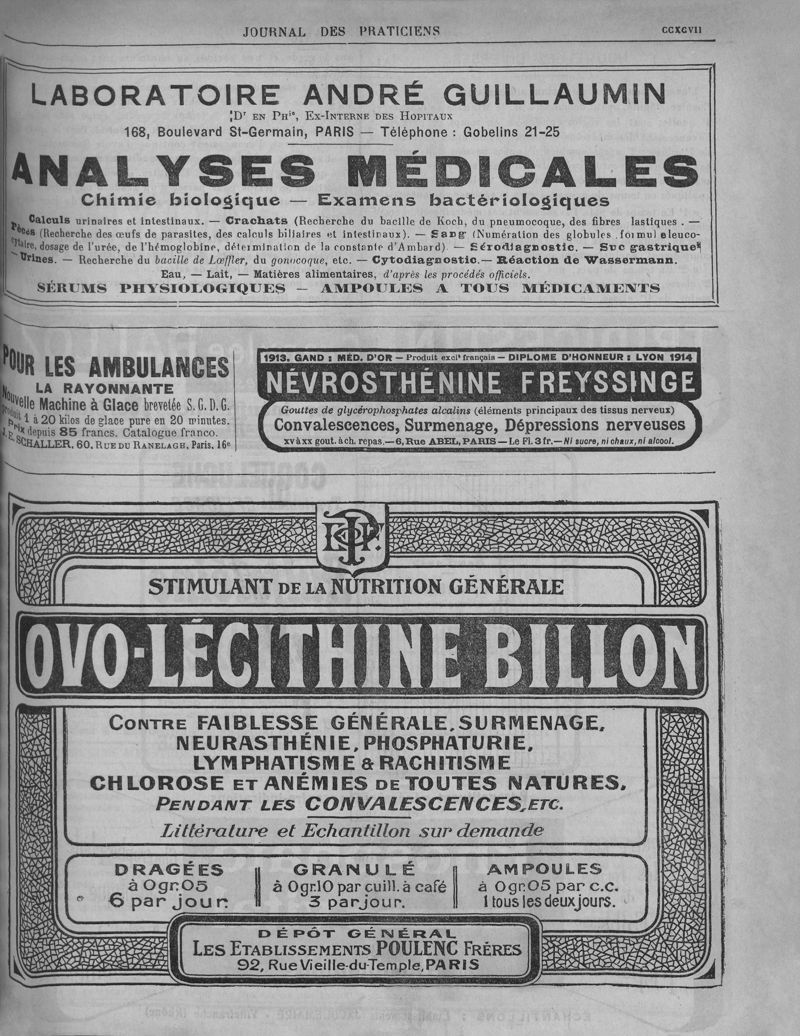 JOURNAL DES PRATICIENS
CCXCVII
LABORATOIRE ANDRÉ GUILLAUMIN
Dr EN Phie, EX-INTERNE DES HOPITAUX
168, Boulevard St-Germain, PARIS — Téléphone : Gobelins 21-25
ANALYSES MÉDICALES
Chimie biologique — Examens bactériologiques
Calculs urinaires et intestinaux. — Crachats (Recherche du bacille de Koch, du pneumocoque, des fibres lastiques . —
Fèces (Recherche des œufs de parasites, des calculs biliaires et intestinaux). — Sang (Numération des globules, formul eleuco-
cytaire, dosage de l'urée, de l'hémoglobine, détermination de la constante d'Ambard). — Sérodiagnostic. — Suc gastrique
Urines. — Recherche du bacille de Lœffler, du gonocoque, etc. — Cytodiagnostic. — Réaction de Wassermann.
Eau, — Lait, — Matières alimentaires, d'après les procédés officiels.
SÉRUMS PHYSIOLOGIQUES — AMPOULES A TOUS MÉDICAMENTS
POUR LES AMBULANCES
LA RAYONNANTE
Nouvelle Machine à Glace brevetée S. G. D. G.
produit 1 à 20 kilos de glace pure en 20 minutes.
Prix depuis 85 francs. Catalogue franco.
J. E. SCHALLER, 60, RUE DU RANELAGH, Paris, 16e
1913. GAND : MÉD. D'OR — Produit exclt français — DIPLOME D'HONNEUR : LYON 1914
NÉVROSTHÉNINE FREYSSINGE
Gouttes de glycérophosphates alcalins (éléments principaux des tissus nerveux)
Convalescences, Surmenage, Dépressions nerveuses
XV à XX gout. à ch. repas. — 6, Rue ABEL, PARIS — Le Fl. 3 fr. — Ni sucre, ni chaux, ni alcool.
STIMULANT DE LA NUTRITION GÉNÉRALE
OVO-LÉCITHINE BILLON
CONTRE FAIBLESSE GÉNÉRALE, SURMENAGE,
NEURASTHÉNIE, PHOSPHATURIE,
LYMPHATISME & RACHITISME
CHLOROSE ET ANÉMIES DE TOUTES NATURES,
PENDANT LES CONVALESCENCES, ETC.
Littérature et Echantillon sur demande
DRAGÉES
à 0gr.05
6 par jour.
GRANULÉ
à 0gr.10 par cuill. à café
3 par jour.
AMPOULES
à 0gr.05 par c.c.
1 tous les deux jours.
DÉPÔT GÉNÉRAL
LES ETABLISSEMENTS POULENC FRÈRES
92, Rue Vieille-du-Temple, PARIS